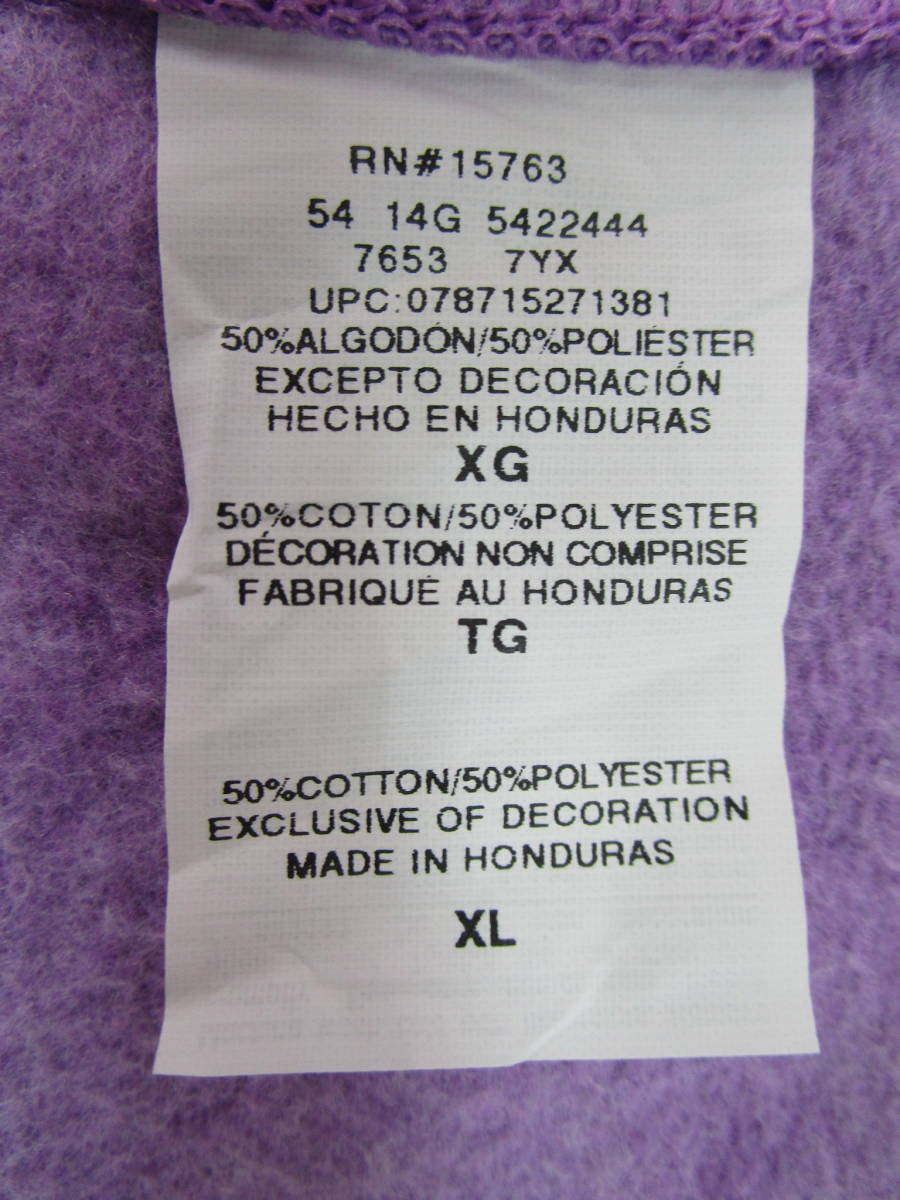 RN#15763
54 14G 5422444
7653 7YX
UPC:078715271381
50%ALGODÓN/50%POLIÉSTER
EXCEPTO DECORACIÓN
HECHO EN HONDURAS
XG
50%COTON/50%POLYESTER
DÉCORATION NON COMPRISE
FABRIQUÉ AU HONDURAS
TG
50%COTTON/50%POLYESTER
EXCLUSIVE OF DECORATION
MADE IN HONDURAS
XL